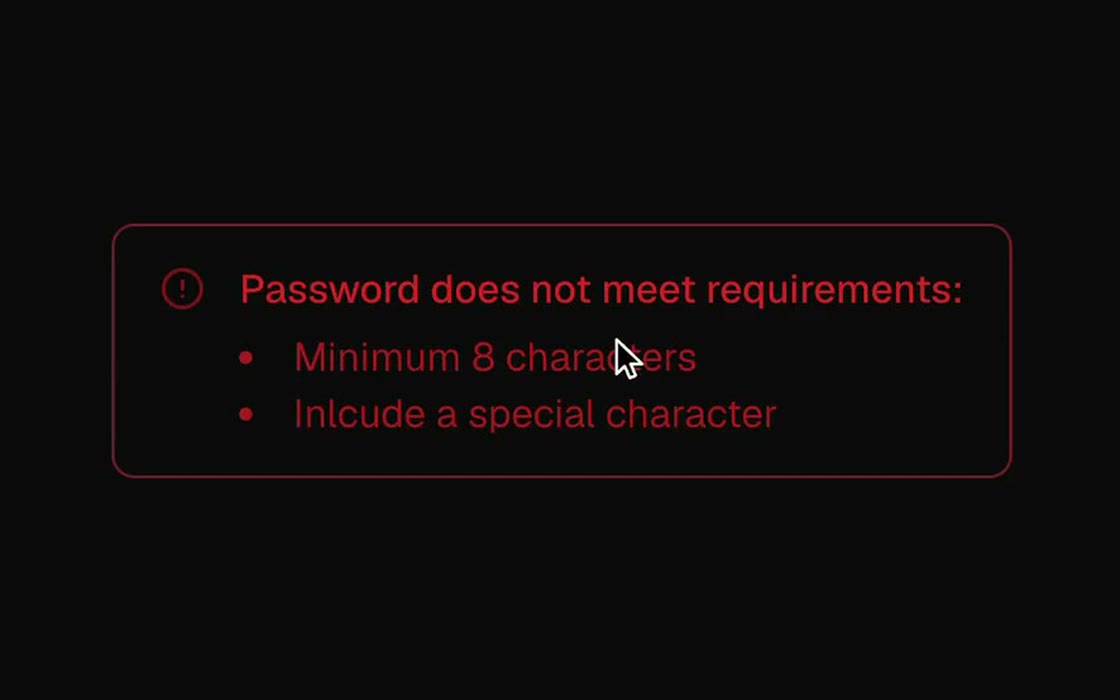 Password does not meet requirements:
Minimum 8 characters
Inlcude a special character